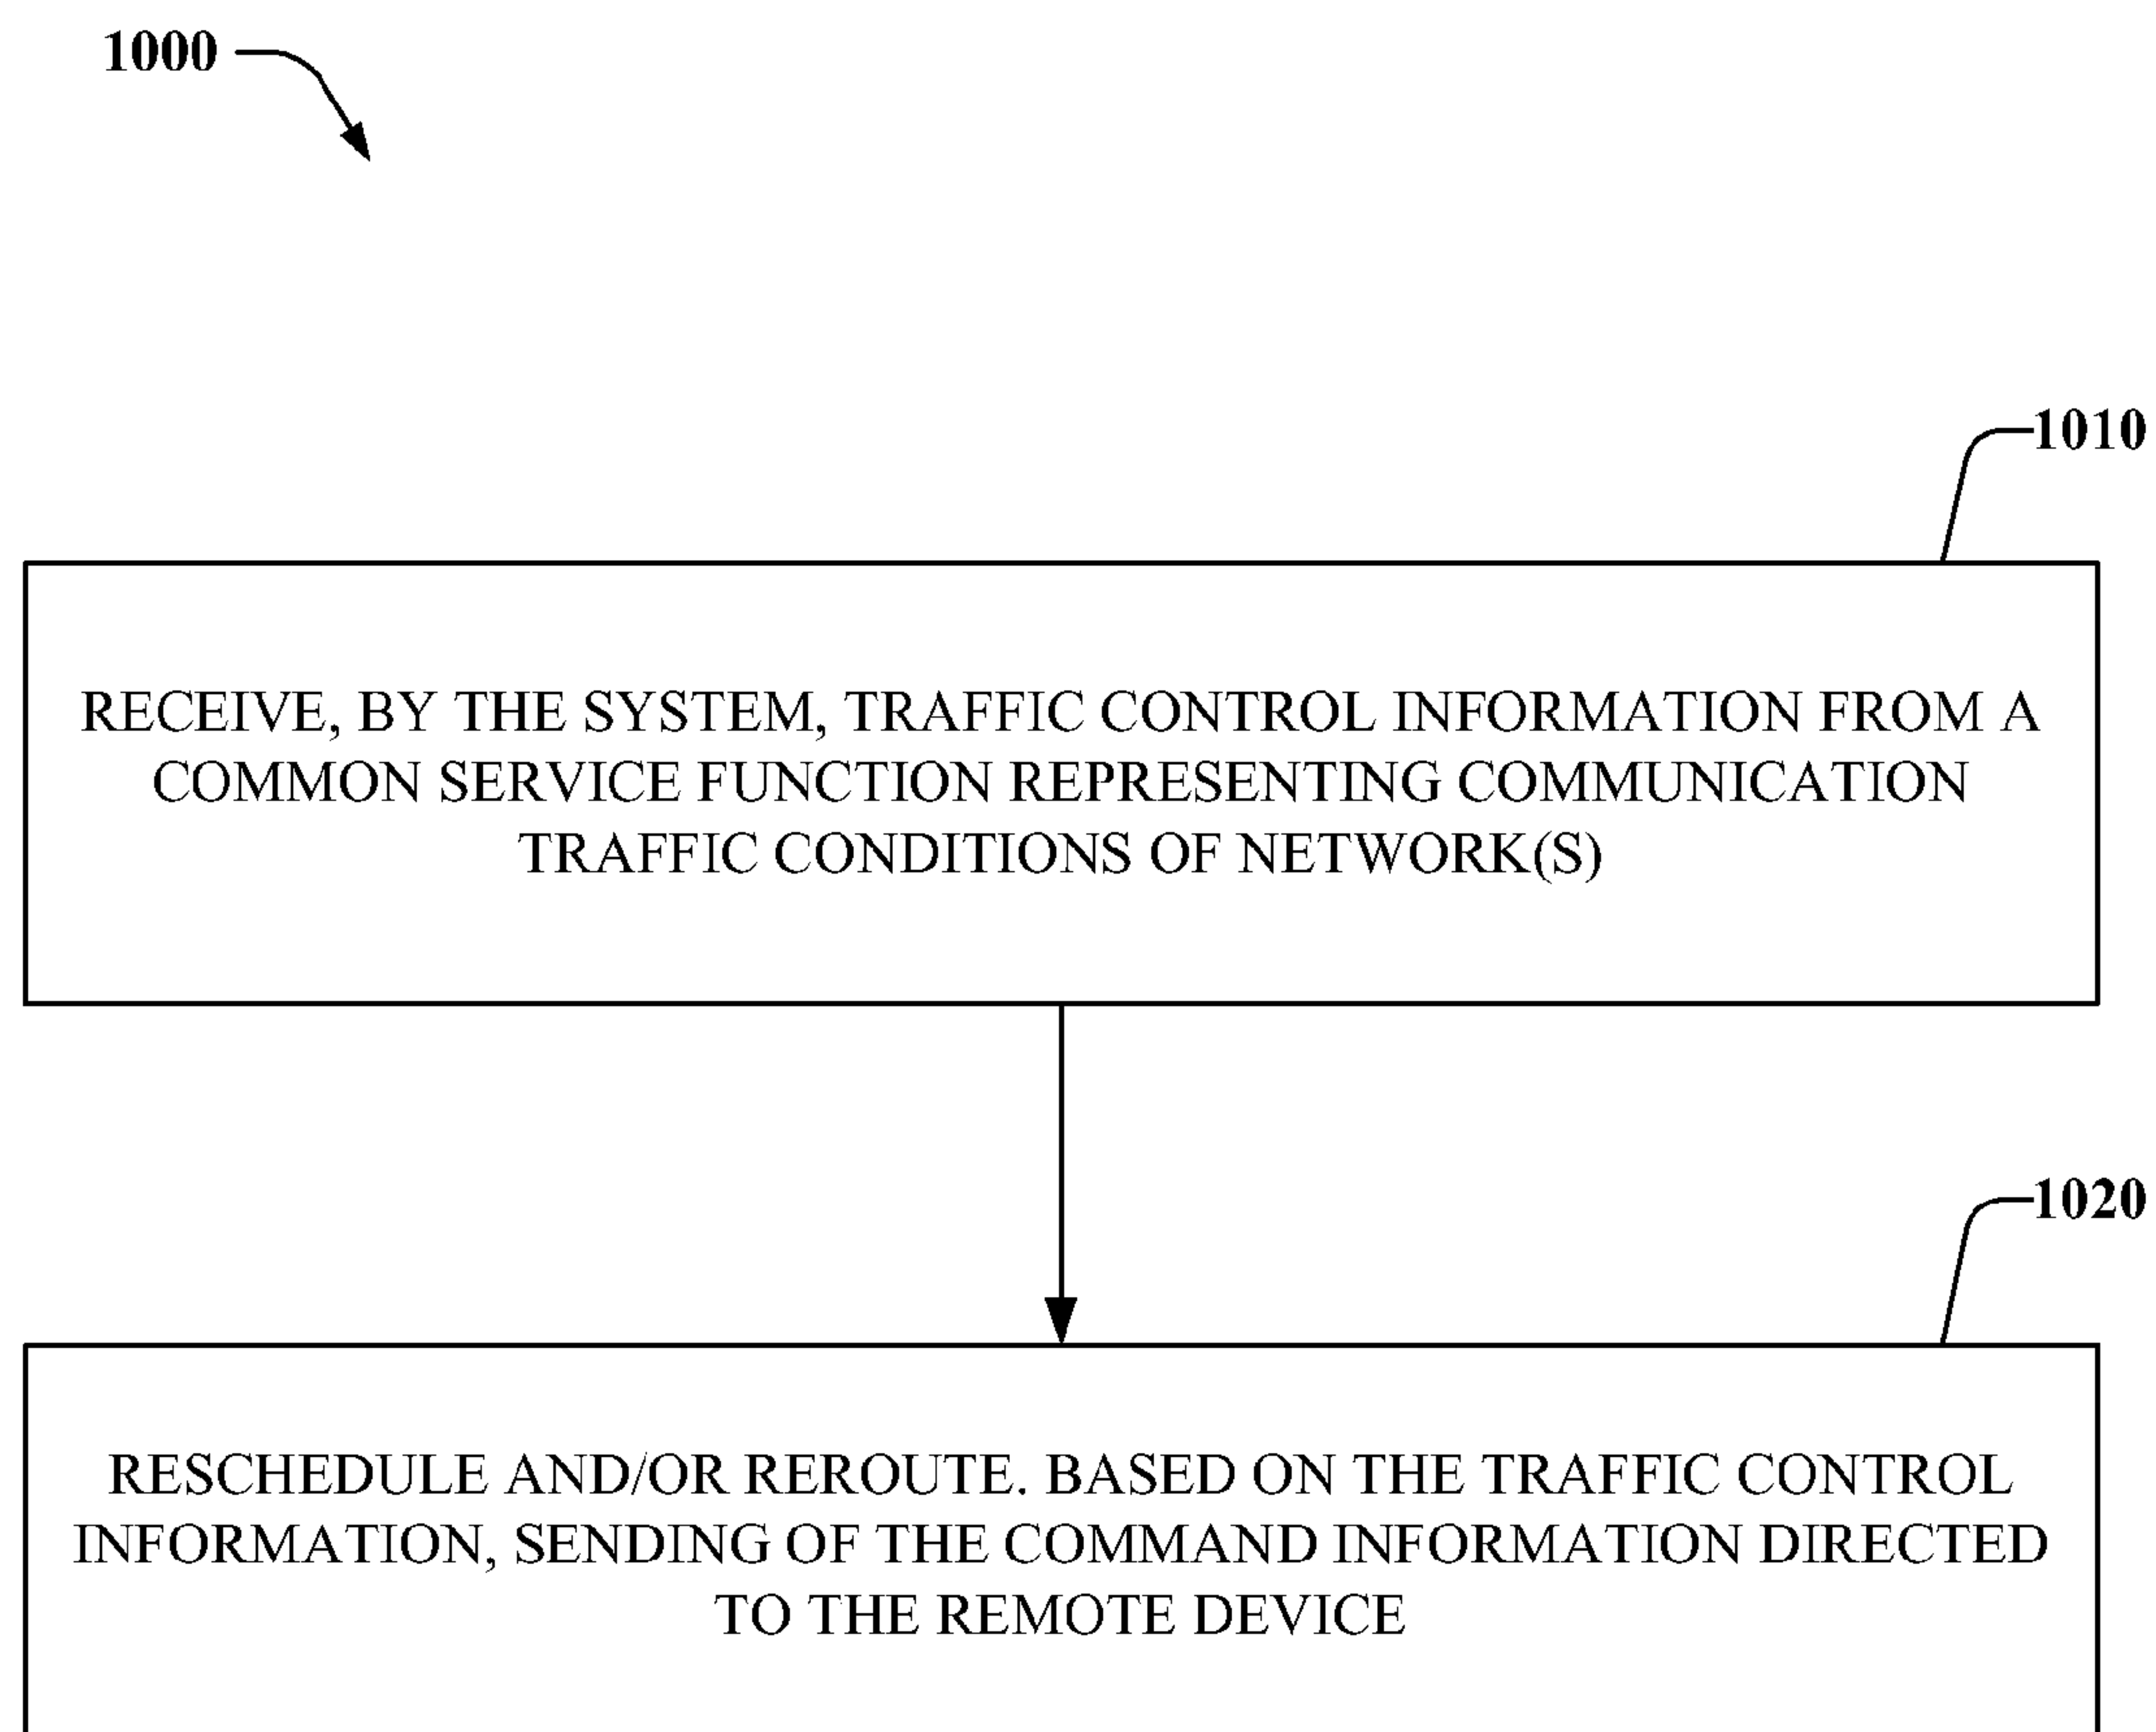 1000
1010
RECEIVE, BY THE SYSTEM, TRAFFIC CONTROL INFORMATION FROM A
COMMON SERVICE FUNCTION REPRESENTING COMMUNICATION
TRAFFIC CONDITIONS OF NETWORK(S)
1020
RESCHEDULE AND/OR REROUTE. BASED ON THE TRAFFIC CONTROL
INFORMATION, SENDING OF THE COMMAND INFORMATION DIRECTED
TO THE REMOTE DEVICE